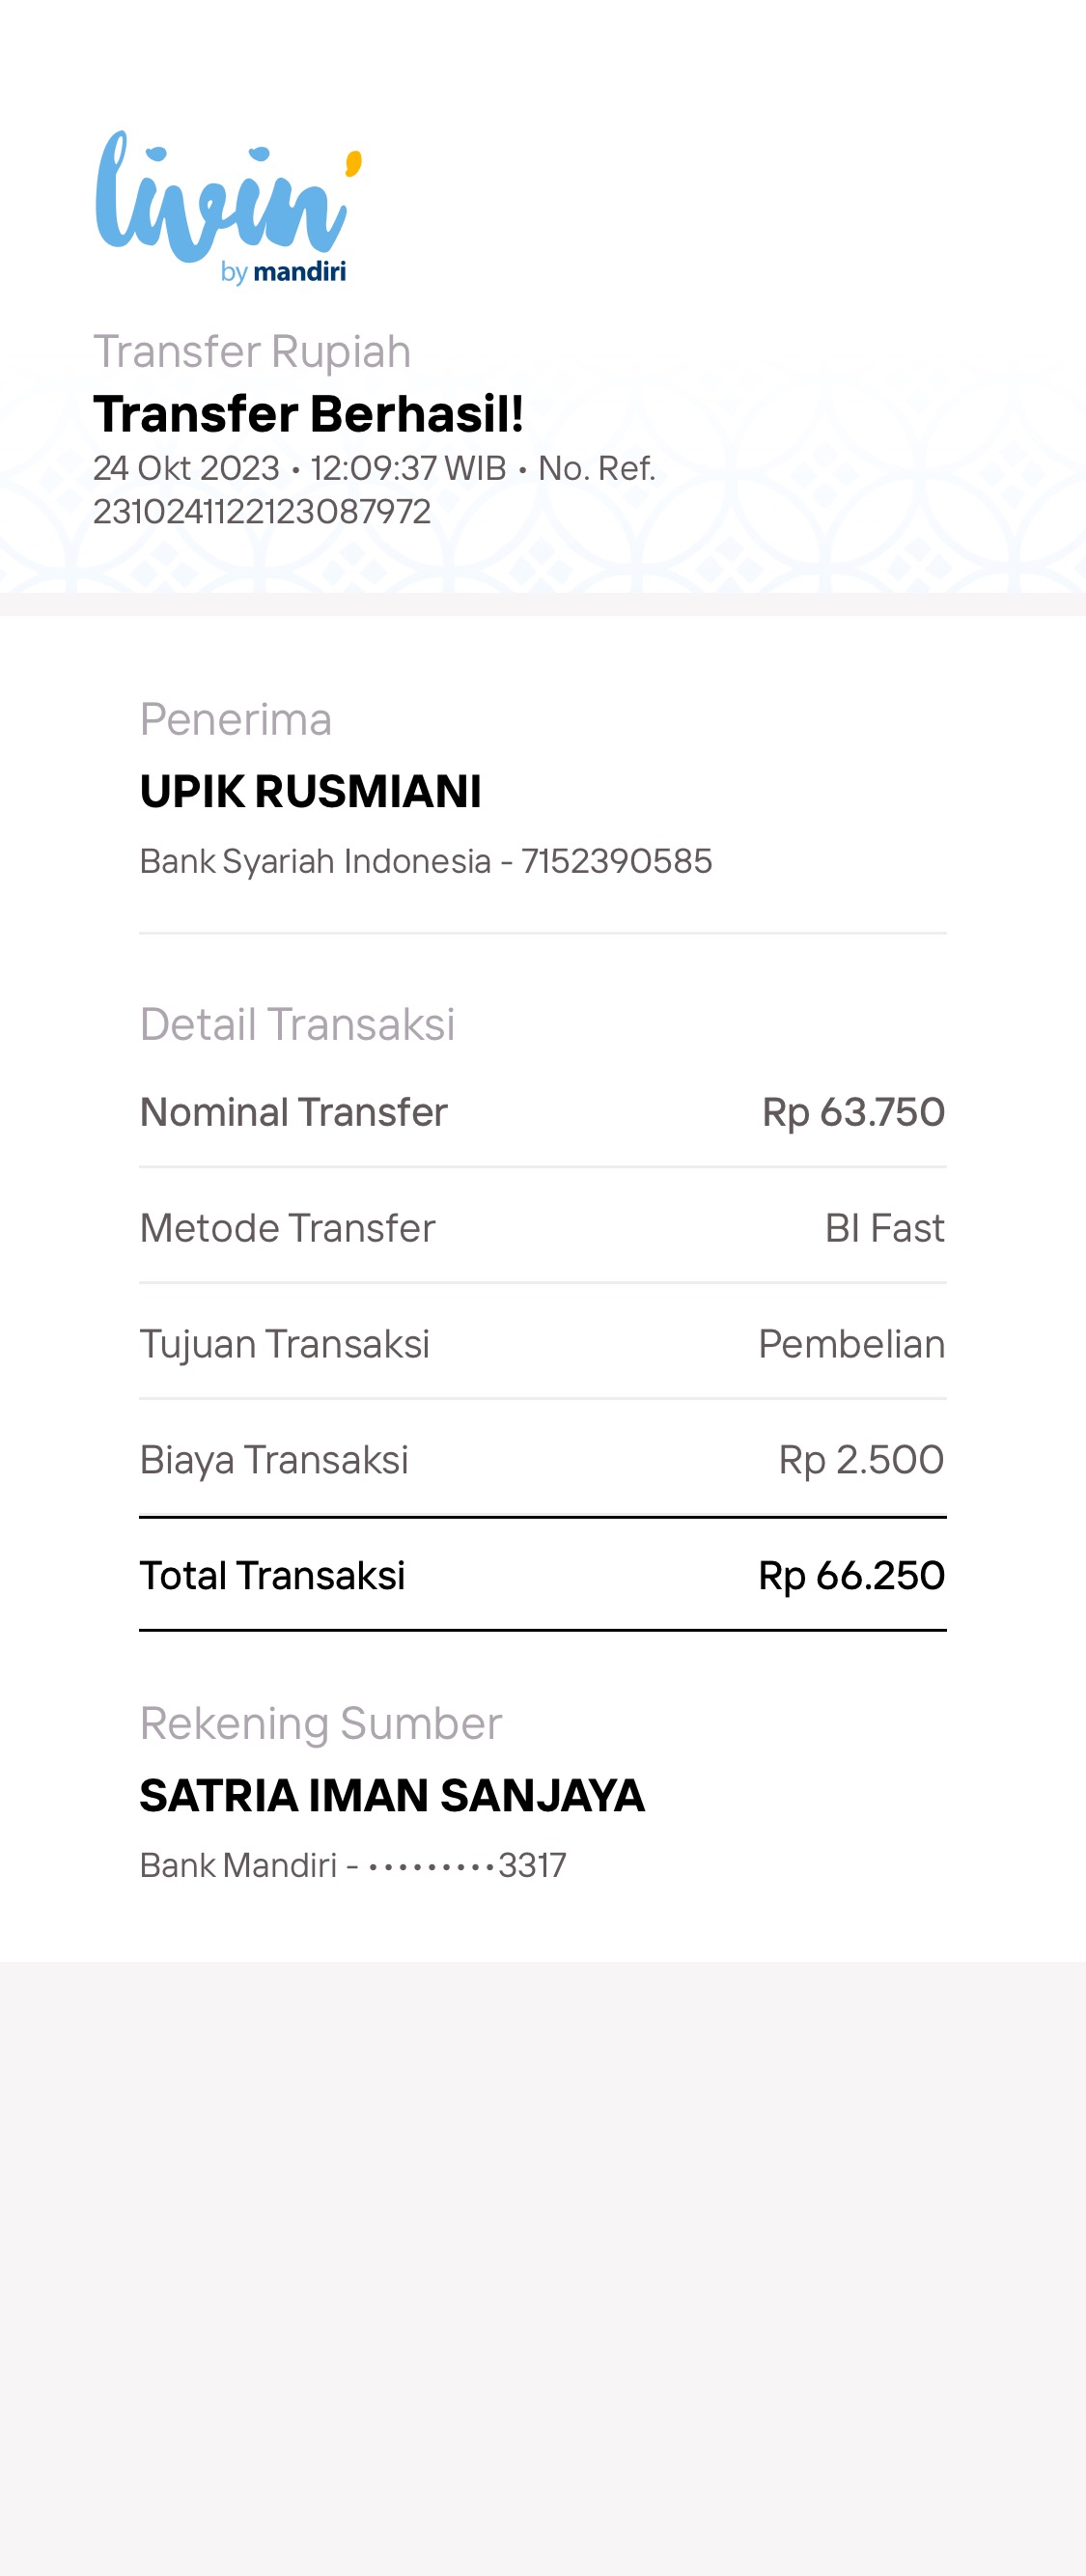 livin'
by mandiri
Transfer Rupiah
Transfer Berhasil!
24 Okt 2023 • 12:09:37 WIB • No. Ref.
2310241122123087972
Penerima
UPIK RUSMIANI
Bank Syariah Indonesia - 7152390585
Detail Transaksi
Nominal Transfer Rp 63.750
Metode Transfer BI Fast
Tujuan Transaksi Pembelian
Biaya Transaksi Rp 2.500
Total Transaksi Rp 66.250
Rekening Sumber
SATRIA IMAN SANJAYA
Bank Mandiri - •••••••••3317